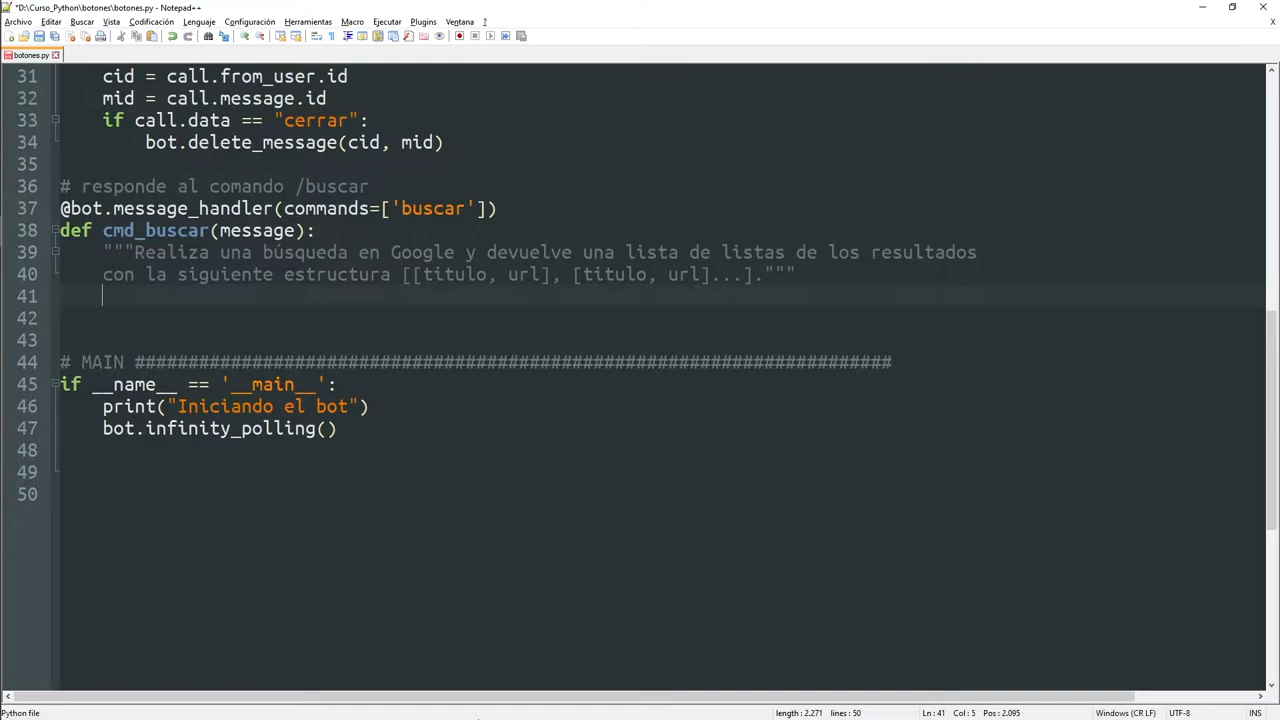 *D:\Curso_Python\botones\botones.py - Notepad++
Archivo Editar Buscar Vista Codificación Lenguaje Configuración Herramientas Macro Ejecutar Plugins Ventana ?
X
botones.py
31 cid = call.from_user.id
32 mid = call.message.id
33 if call.data == "cerrar":
34 bot.delete_message(cid, mid)
35
36 # responde al comando /buscar
37 @bot.message_handler(commands=['buscar'])
38 def cmd_buscar(message):
39 """Realiza una búsqueda en Google y devuelve una lista de listas de los resultados
40 con la siguiente estructura [[titulo, url], [titulo, url]...]."""
41
42
43
44 # MAIN #######################################################################
45 if __name__ == '__main__':
46 print("Iniciando el bot")
47 bot.infinity_polling()
48
49
50
Python file length : 2.271 lines : 50 Ln : 41 Col : 5 Pos : 2.095 Windows (CR LF) UTF-8 INS